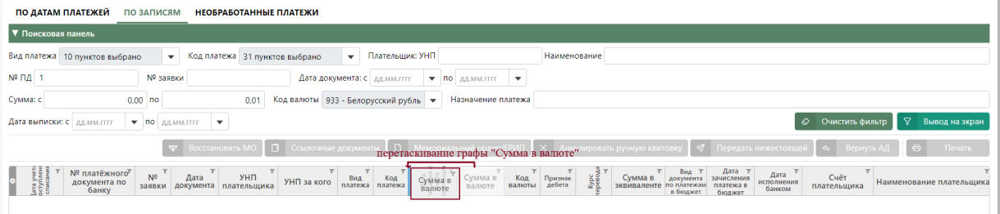 ПО ДАТАМ ПЛАТЕЖЕЙ ПО ЗАПИСЯМ НЕОБРАБОТАННЫЕ ПЛАТЕЖИ
▼ Поисковая панель
Вид платежа 10 пунктов выбрано Код платежа 31 пунктов выбрано Плательщик: УНП Наименование
№ ПД 1 № заявки Дата документа: с дд.мм.гггг по дд.мм.гггг
Сумма: с 0,00 по 0,01 Код валюты 933 - Белорусский рубль Назначение платежа
Дата выписки: с дд.мм.гггг по дд.мм.гггг Очистить фильтр Вывод на экран
Восстановить МО Ссылочные документы Мемориальный ордер/ЕРИП Аннулировать ручную квитовку Передать нижестоящей Вернуть АД Печать
перетаскивание графы "Сумма в валюте"
Дата учета
списания
№ платёжного
документа по
банку
№
заявки
Дата
документа
УНП
плательщика
УНП за кого
Вид
платежа
Код
платежа
Сумма в
валюте
Сумма в
валюте
Код
валюты
Признак
дебета
Курс
перевода
Сумма в
эквиваленте
Вид
документа
по платежам
в бюджет
Дата
зачисления
платежа в
бюджет
Дата
исполнения
банком
Счёт
плательщика
Наименование плательщика